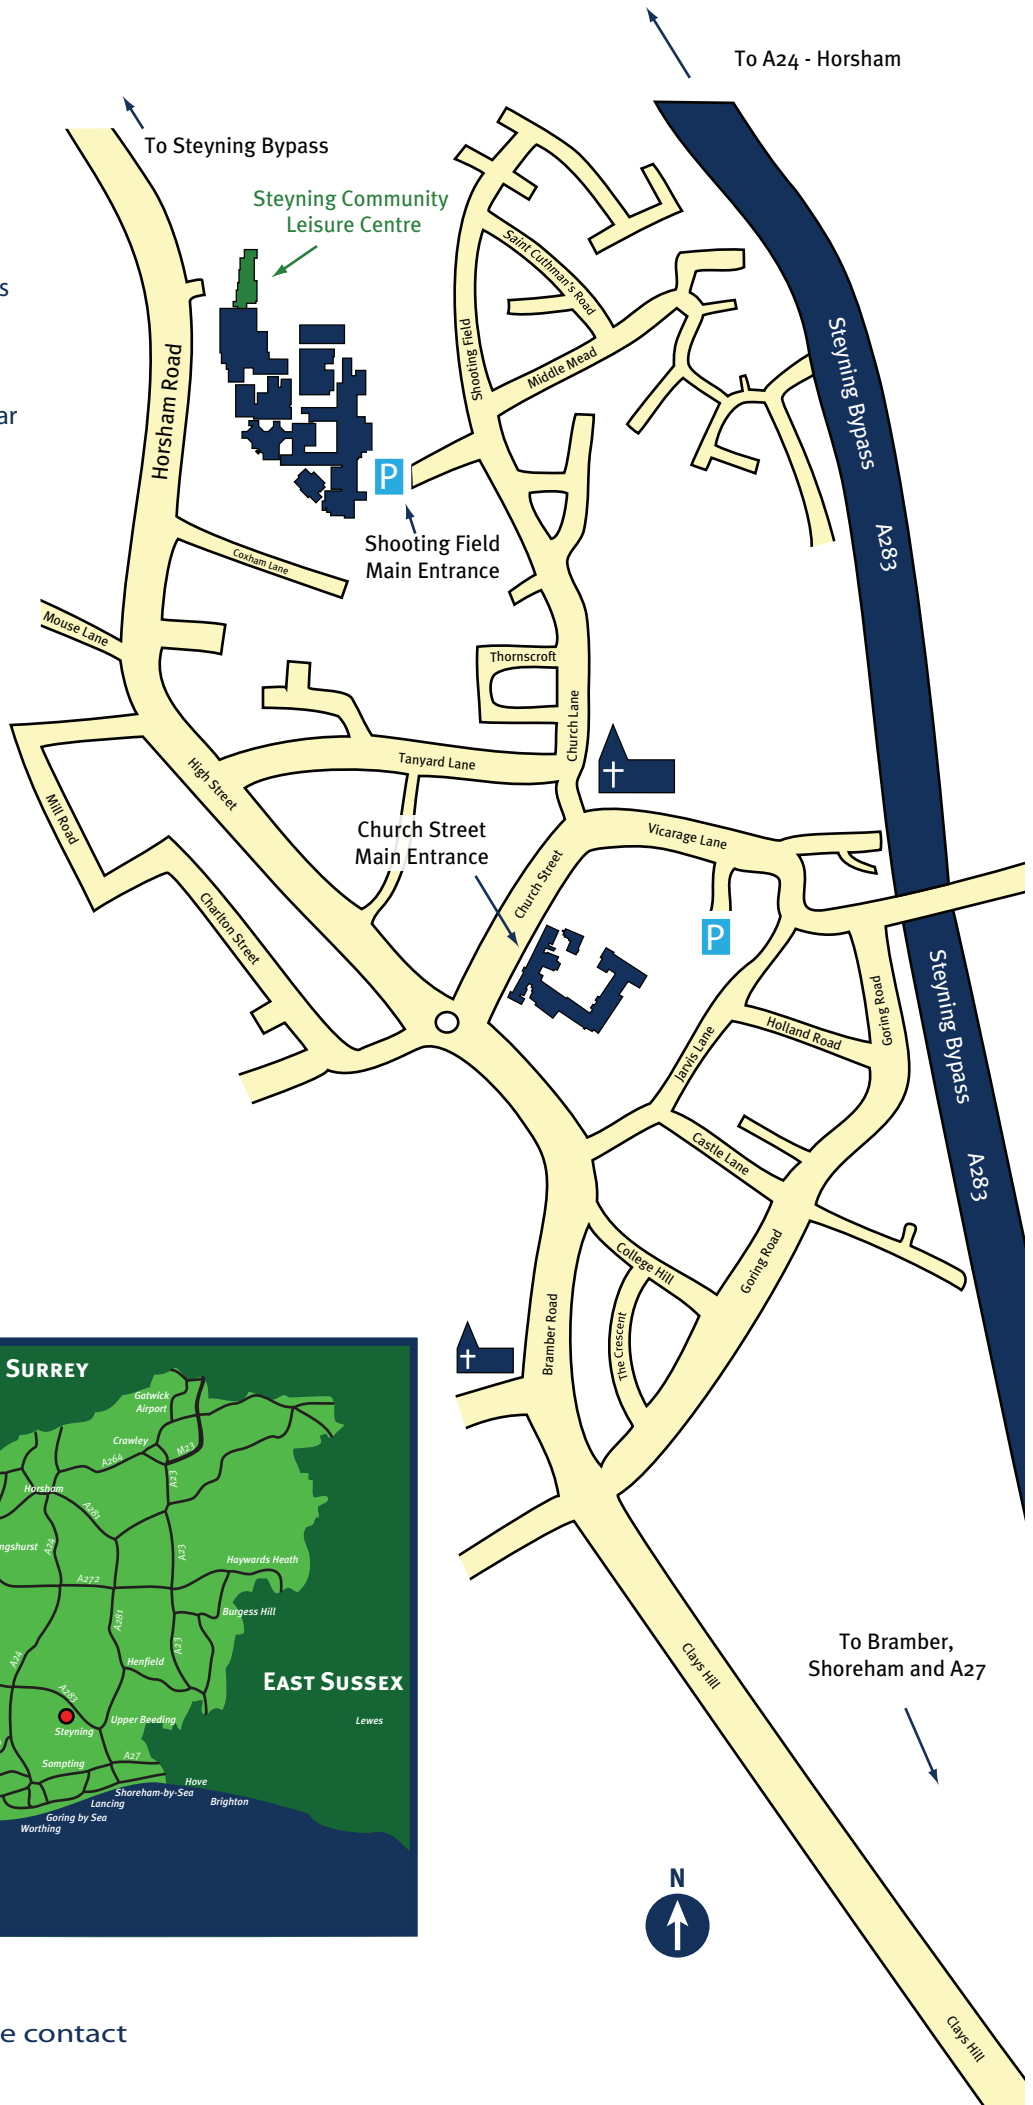 To A24 - Horsham
To Steyning Bypass
Steyning Community
Leisure Centre
s
ar
Saint Cuthman's Road
Shooting Field
Middle Mead
Horsham Road
Steyning Bypass
A283
P
Shooting Field
Main Entrance
Coxham Lane
Mouse Lane
Thornscroft
Church Lane
Tanyard Lane
High Street
Mill Road
Church Street
Main Entrance
Vicarage Lane
Church Street
Charlton Street
P
Steyning Bypass
A283
Goring Road
Holland Road
Jarvis Lane
Castle Lane
College Hill
Goring Road
Bramber Road
The Crescent
Surrey
Gatwick
Airport
Crawley
M23
A264
A23
Horsham
A281
ngshurst
A24
A23
Haywards Heath
A272
Burgess Hill
A281
A23
A24
Henfield
East Sussex
A283
Upper Beeding
Steyning
Lewes
Sompting
A27
Hove
Shoreham-by-Sea
Brighton
Lancing
Goring by Sea
Worthing
Clays Hill
To Bramber,
Shoreham and A27
N
e contact
Clays Hill